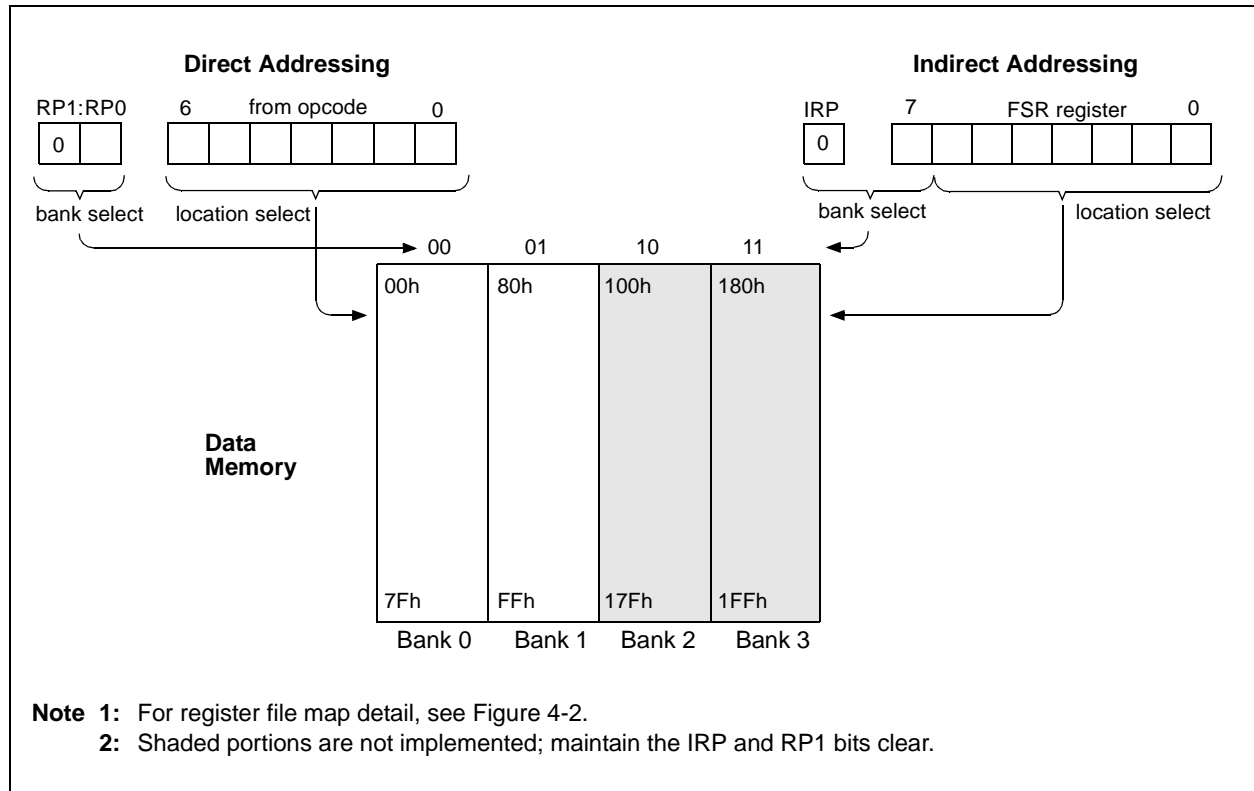 Direct Addressing
Indirect Addressing
RP1:RP0 6 from opcode 0
IRP 7 FSR register 0
0
0
bank select location select
bank select location select
00 01 10 11
00h 80h 100h 180h
Data
Memory
7Fh FFh 17Fh 1FFh
Bank 0 Bank 1 Bank 2 Bank 3
Note 1: For register file map detail, see Figure 4-2.
2: Shaded portions are not implemented; maintain the IRP and RP1 bits clear.